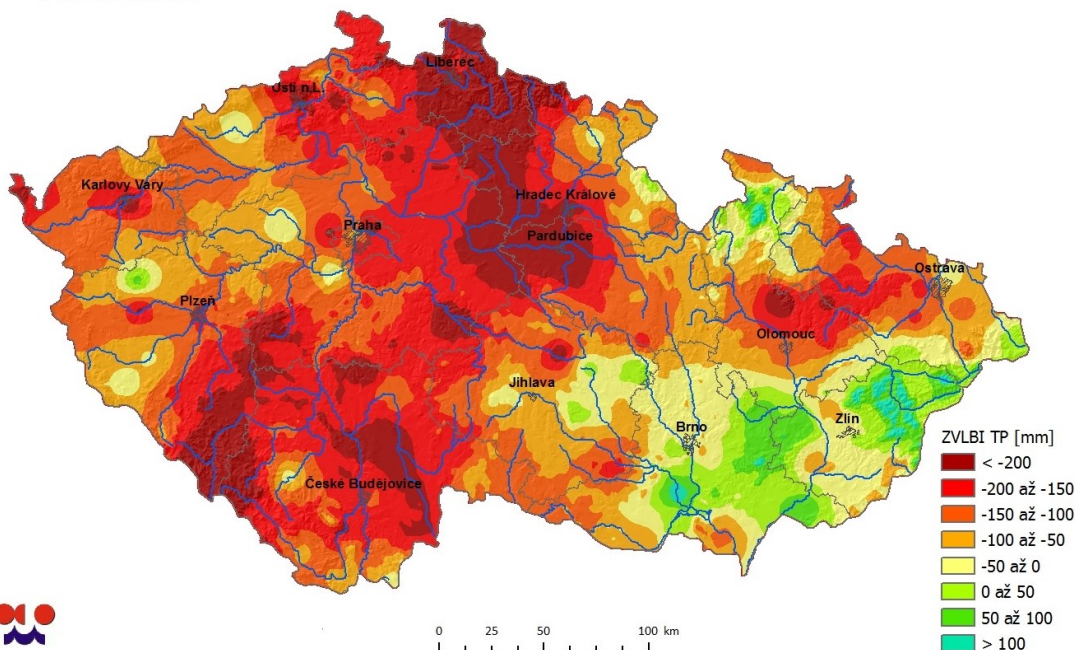 Liberec
Ústí n.L.
Karlovy Vary
Hradec Králové
Praha
Pardubice
Ostrava
Plzeň
Olomouc
Jihlava
Brno
Zlín
České Budějovice
ZVLBI TP [mm]
< -200
-200 až -150
-150 až -100
-100 až -50
-50 až 0
0 až 50
50 až 100
> 100
0 25 50 100 km